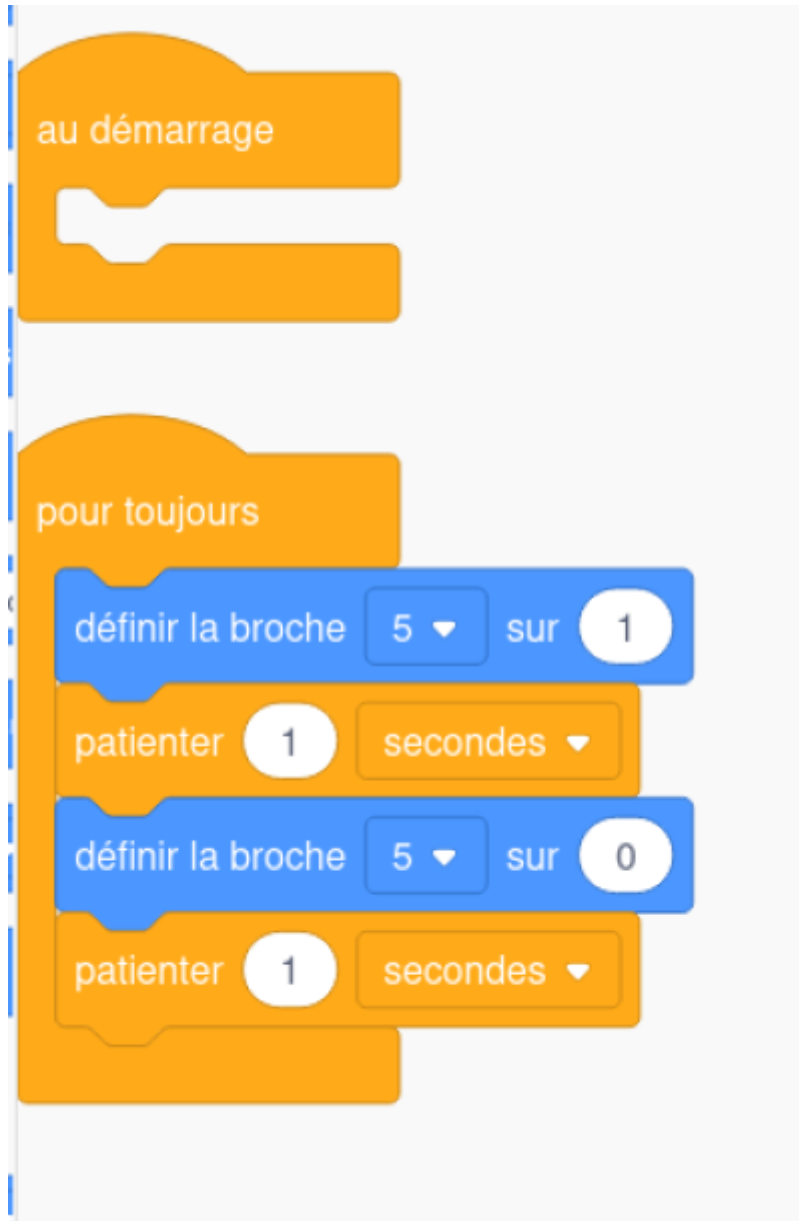 au démarrage
pour toujours
définir la broche 5 sur 1
patienter 1 secondes
définir la broche 5 sur 0
patienter 1 secondes